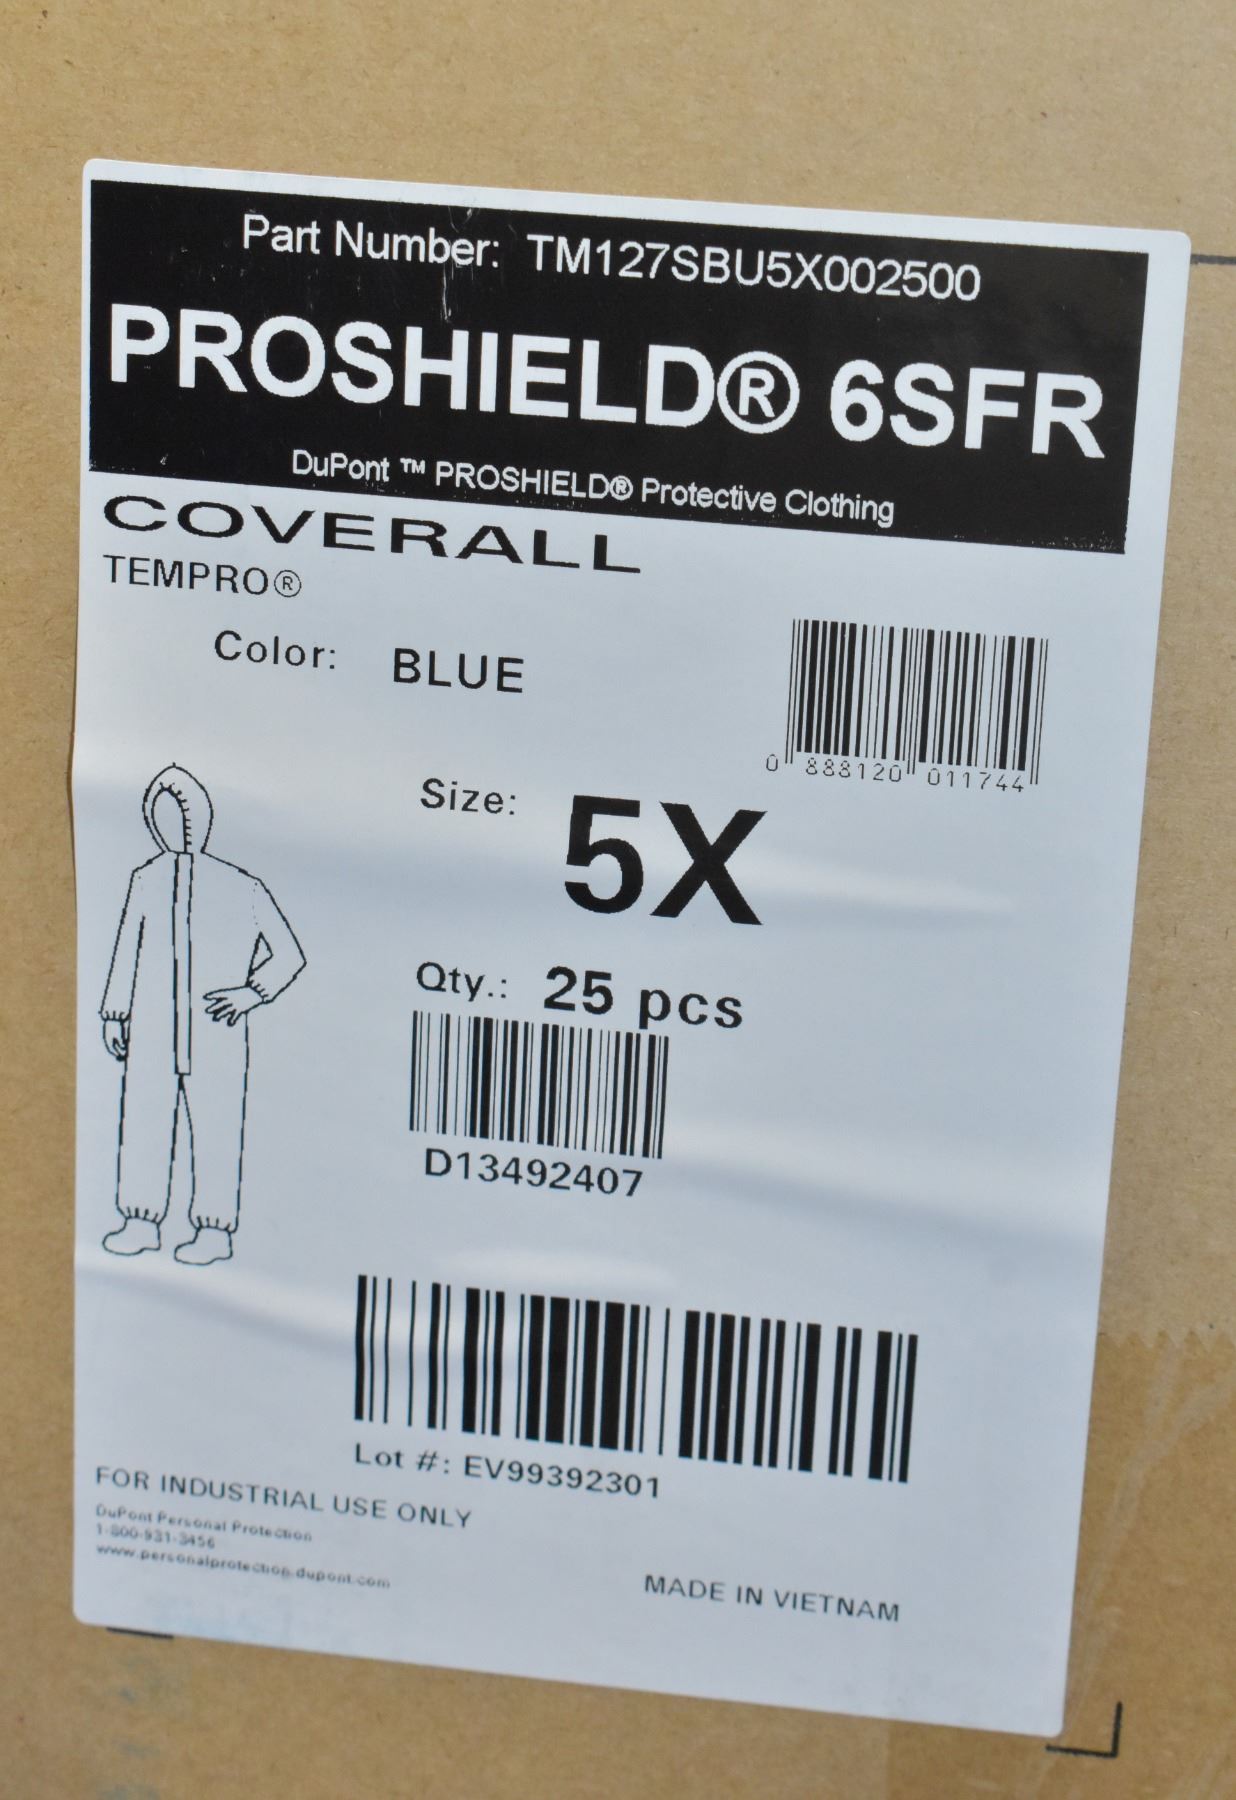 Part Number: TM127SBU5X002500
PROSHIELD® 6SFR
DuPont ™ PROSHIELD® Protective Clothing
COVERALL
TEMPRO®
Color: BLUE
0 888120 011744
Size: 5X
Qty.: 25 pcs
D13492407
Lot #: EV99392301
FOR INDUSTRIAL USE ONLY
DuPont Personal Protection
1-800-931-3456
www.personalprotection.dupont.com
MADE IN VIETNAM